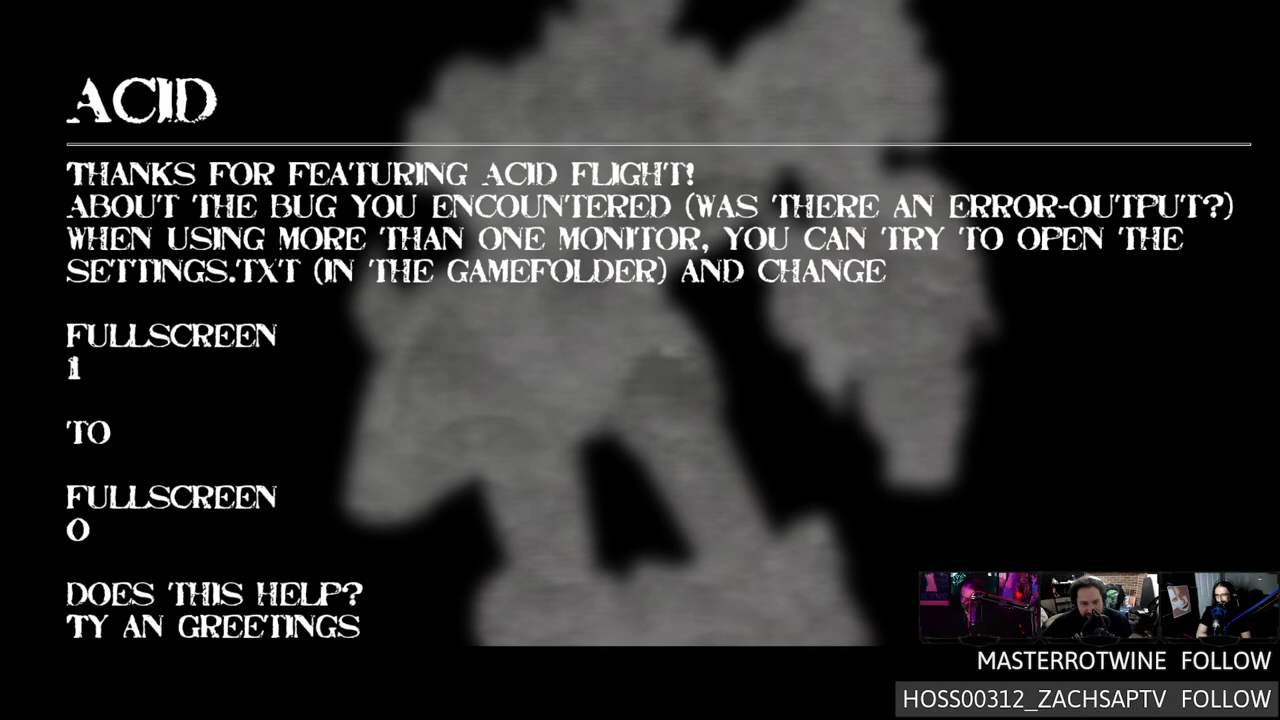 ACID
THANKS FOR FEATURING ACID FLIGHT!
ABOUT THE BUG YOU ENCOUNTERED (WAS THERE AN ERROR-OUTPUT?)
WHEN USING MORE THAN ONE MONITOR, YOU CAN TRY TO OPEN THE
SETTINGS.TXT (IN THE GAMEFOLDER) AND CHANGE
FULLSCREEN
1
TO
FULLSCREEN
0
DOES THIS HELP?
TY AN GREETINGS
MASTERROTWINE FOLLOW
HOSS00312_ZACHSAPTV FOLLOW